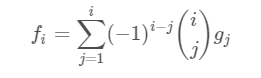 f_i = \sum_{j=1}^{i} (-1)^{i-j} \binom{i}{j} g_j